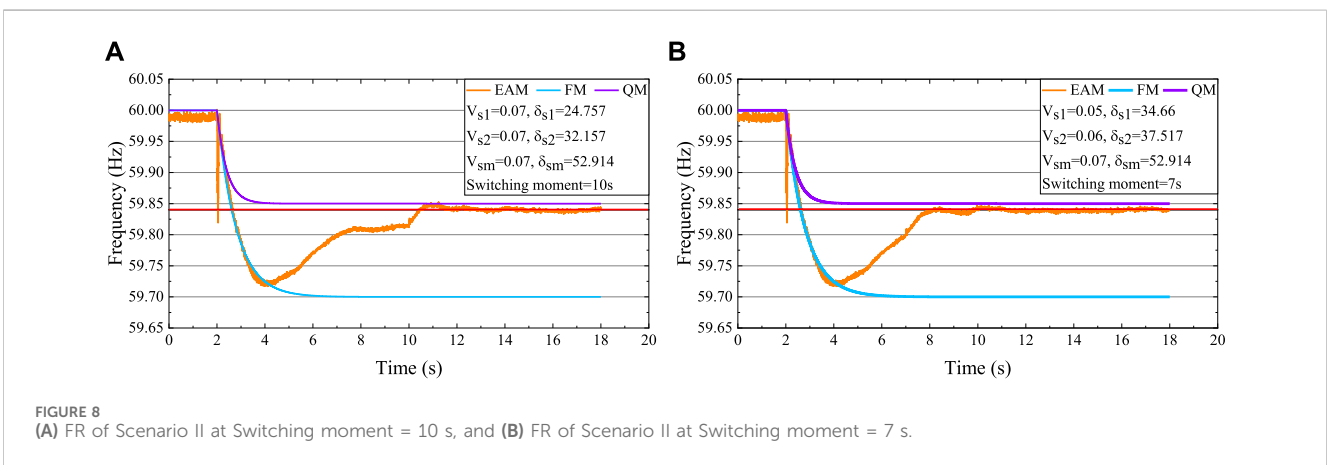 A
Frequency (Hz)
60.05
60.00
59.95
59.90
59.85
59.80
59.75
59.70
59.65
EAM FM QM
Vs1=0.07, δs1=24.757
Vs2=0.07, δs2=32.157
Vsm=0.07, δsm=52.914
Switching moment=10s
0 2 4 6 8 10 12 14 16 18 20
Time (s)
B
Frequency (Hz)
60.05
60.00
59.95
59.90
59.85
59.80
59.75
59.70
59.65
EAM FM QM
Vs1=0.05, δs1=34.66
Vs2=0.06, δs2=37.517
Vsm=0.07, δsm=52.914
Switching moment=7s
0 2 4 6 8 10 12 14 16 18 20
Time (s)
FIGURE 8
(A) FR of Scenario II at Switching moment = 10 s, and (B) FR of Scenario II at Switching moment = 7 s.